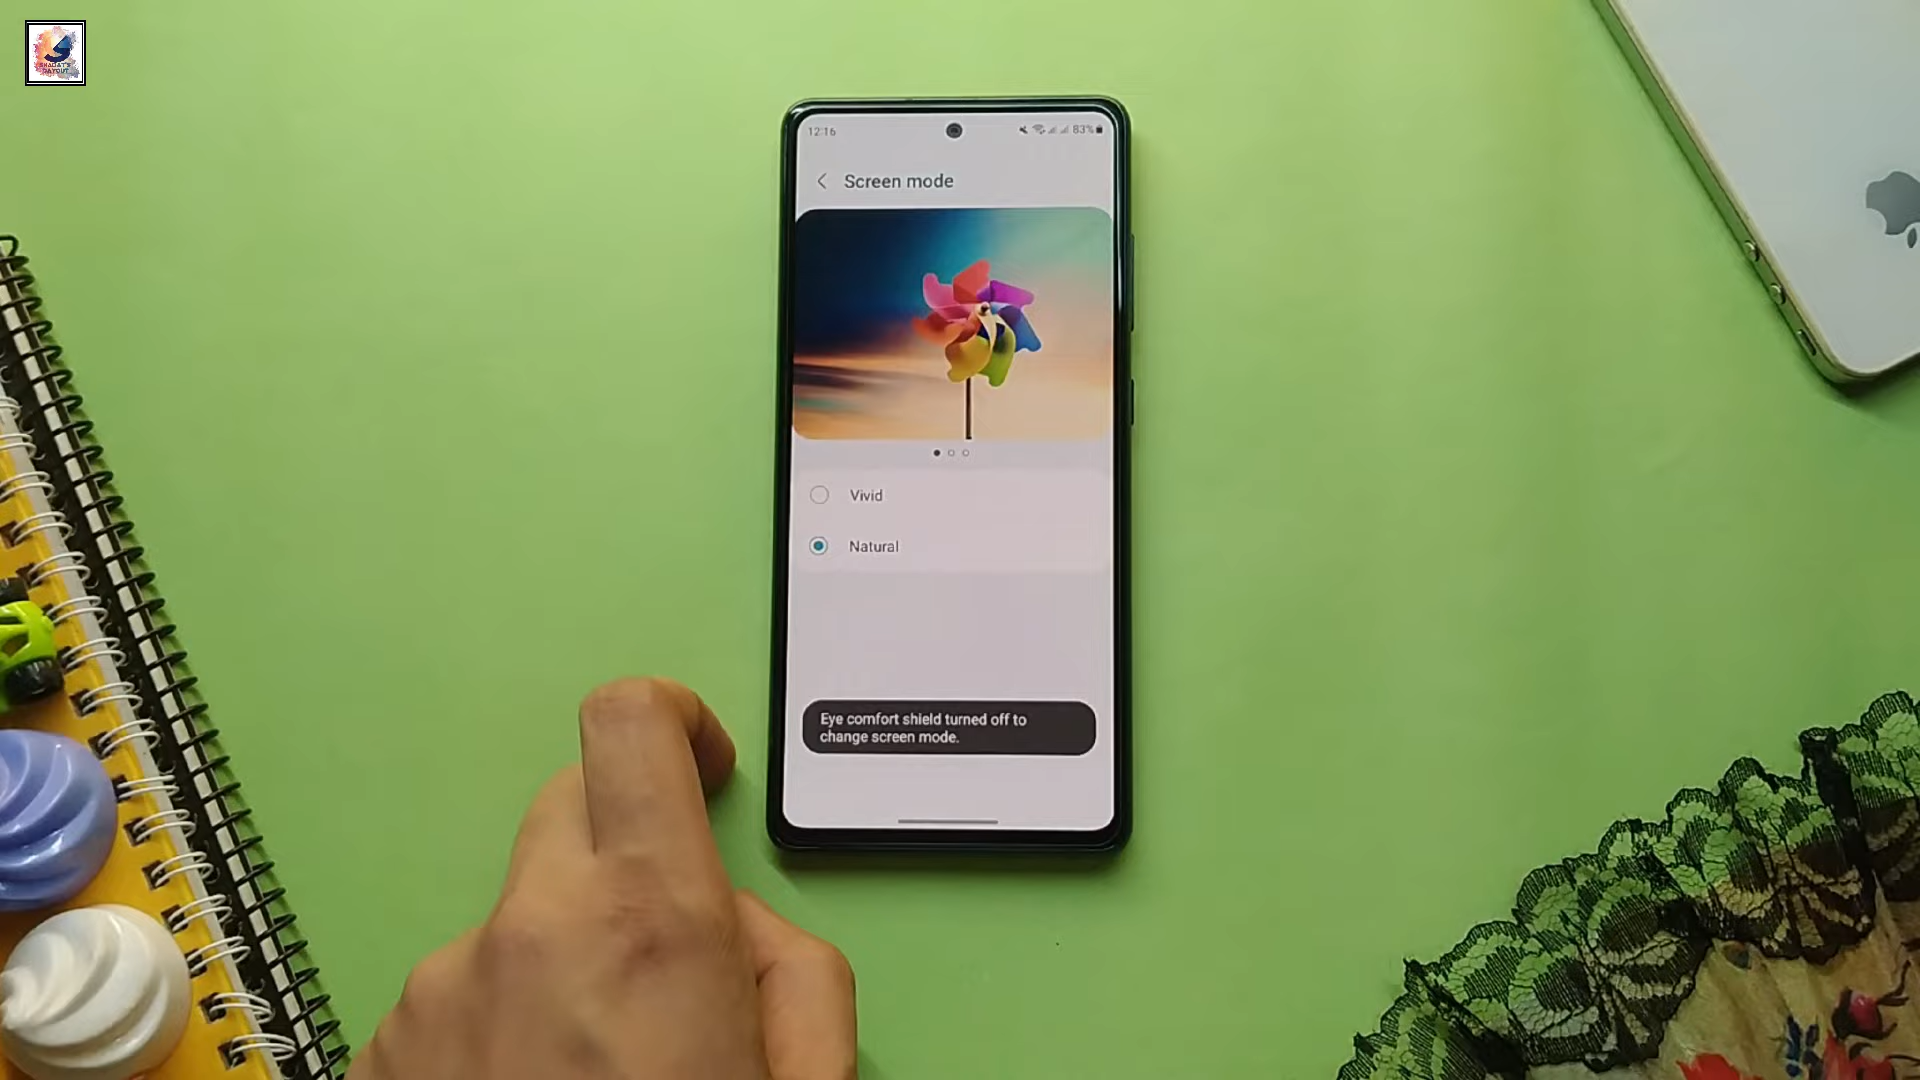 12:16
83%
Screen mode
Vivid
Natural
Eye comfort shield turned off to
change screen mode.